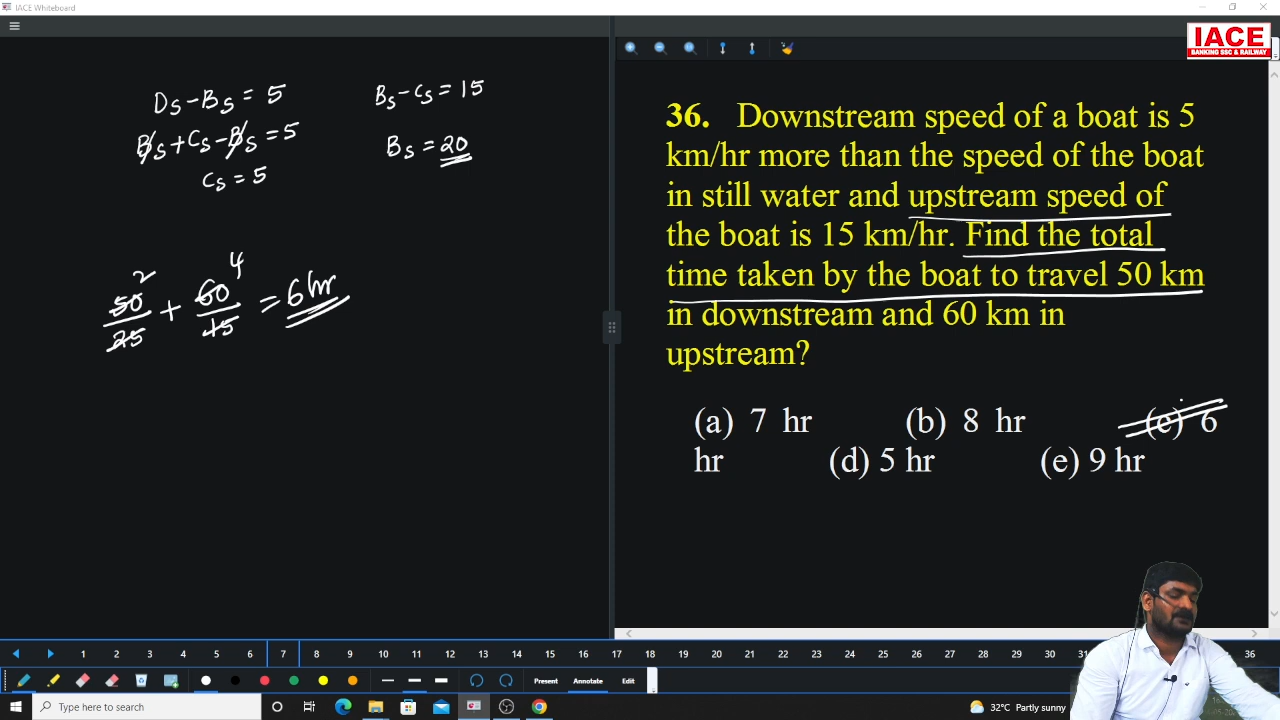 IACE Whiteboard
IACE
BANKING SSC & RAILWAY
Ds – Bs = 5
Bs + Cs – Bs = 5
Cs = 5
Bs – Cs = 15
Bs = 20
50/25 2 + 60/15 4 = 6 hr
36. Downstream speed of a boat is 5
km/hr more than the speed of the boat
in still water and upstream speed of
the boat is 15 km/hr. Find the total
time taken by the boat to travel 50 km
in downstream and 60 km in
upstream?
(a) 7 hr (b) 8 hr (c) 6
hr (d) 5 hr (e) 9 hr
1 2 3 4 5 6 7 8 9 10 11 12 13 14 15 16 17 18 19 20 21 22 23 24 25 26 27 28 29 30 31 36
Present Annotate Edit
Type here to search
32°C Partly sunny